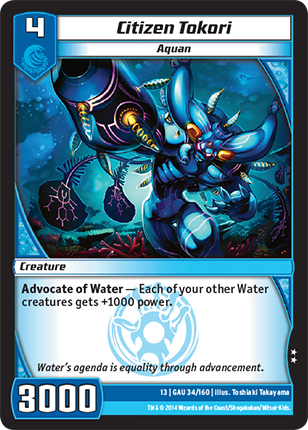 4
Citizen Tokori
Aquan
Creature
Advocate of Water — Each of your other Water
creatures gets +1000 power.
Water's agenda is equality through advancement.
3000
13 | GAU 34/160 | Illus. Toshiaki Takayama
TM & © 2014 Wizards of the Coast/Shogakukan/Mitsui-Kids.